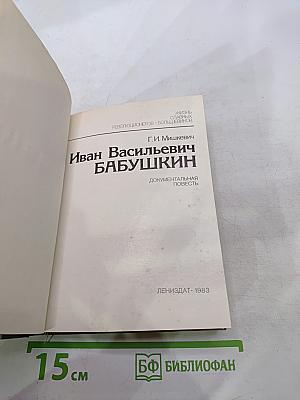 ЖИЗНЬ
СЛАВНЫХ
РЕВОЛЮЦИОНЕРОВ-БОЛЬШЕВИКОВ
Г. И. Мишкевич
Иван Васильевич
БАБУШКИН
ДОКУМЕНТАЛЬНАЯ
ПОВЕСТЬ
ЛЕНИЗДАТ-1983
15 см
БФ БИБЛИОФАН